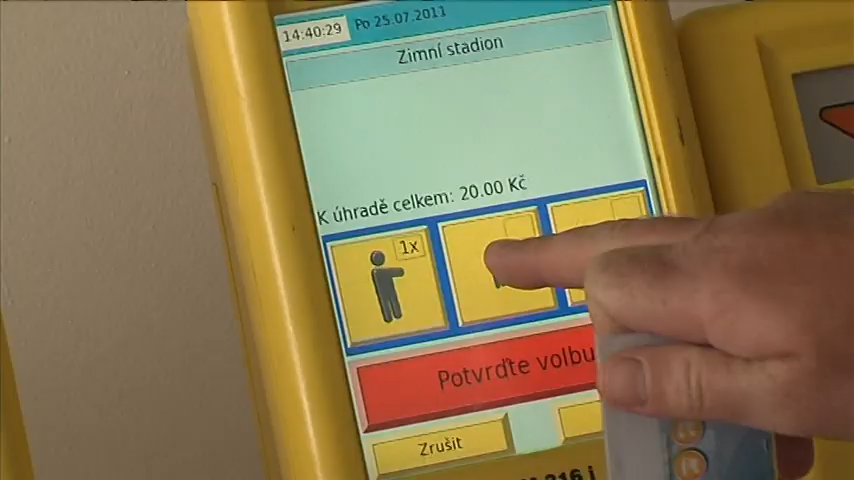 14:40:29 Po 25.07.2011
Zimní stadion
K úhradě celkem: 20.00 Kč
1x
Potvrďte volbu
Zrušit